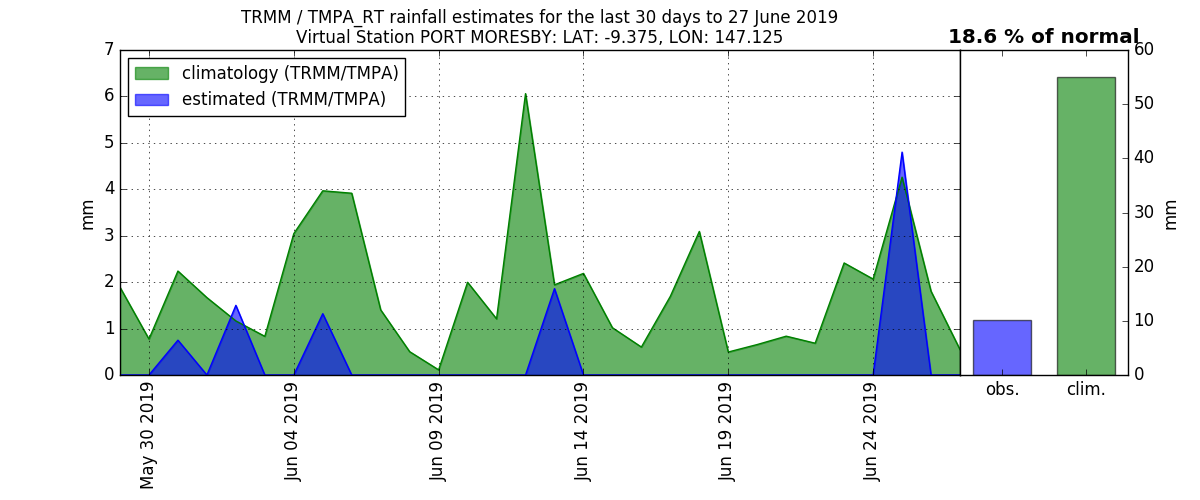 TRMM / TMPA_RT rainfall estimates for the last 30 days to 27 June 2019
Virtual Station PORT MORESBY: LAT: -9.375, LON: 147.125
18.6 % of normal
climatology (TRMM/TMPA)
estimated (TRMM/TMPA)
7
6
5
4
3
2
1
0
mm
60
50
40
30
20
10
0
mm
obs.
clim.
May 30 2019
Jun 04 2019
Jun 09 2019
Jun 14 2019
Jun 19 2019
Jun 24 2019